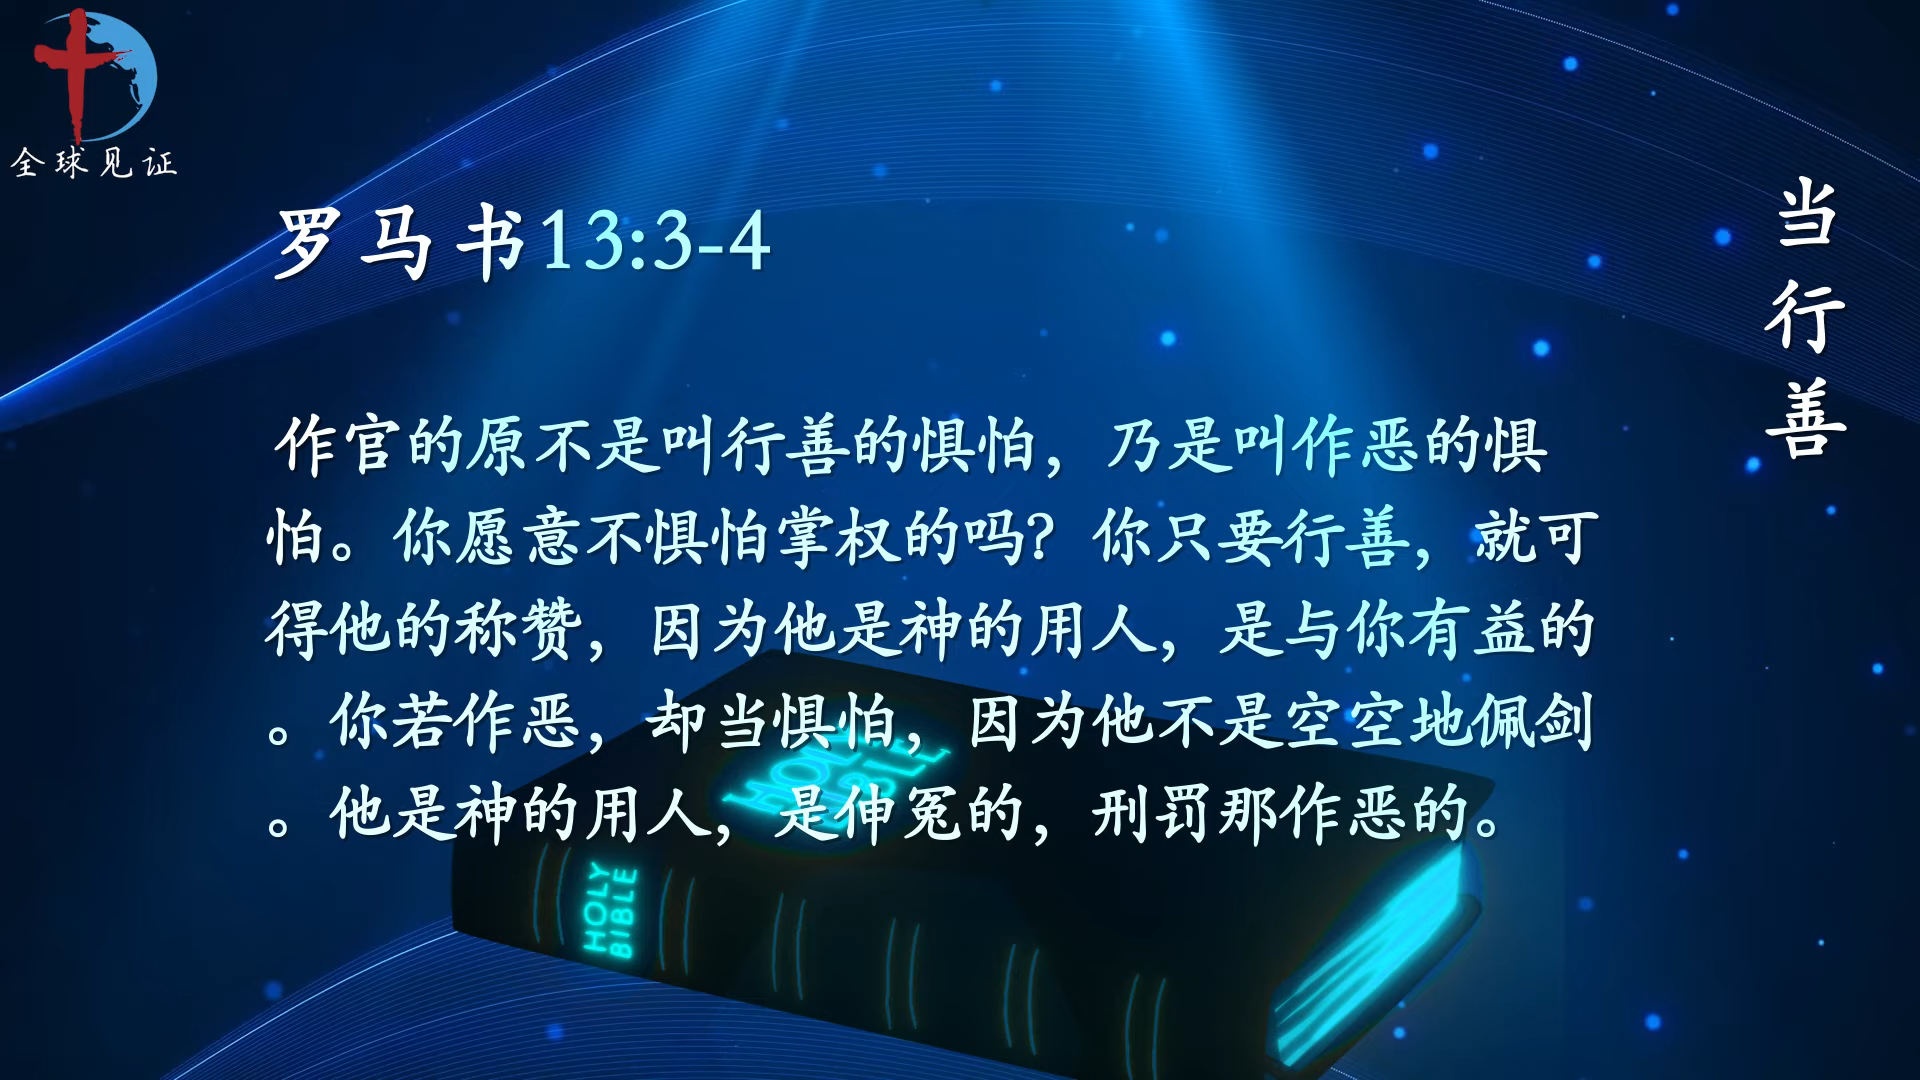 全球见证
罗马书13:3-4
当行善
作官的原不是叫行善的惧怕，乃是叫作恶的惧
怕。你愿意不惧怕掌权的吗？你只要行善，就可
得他的称赞，因为他是神的用人，是与你有益的
。你若作恶，却当惧怕，因为他不是空空地佩剑
。他是神的用人，是伸冤的，刑罚那作恶的。
HOLY
BIBLE
HOLY
BIBLE